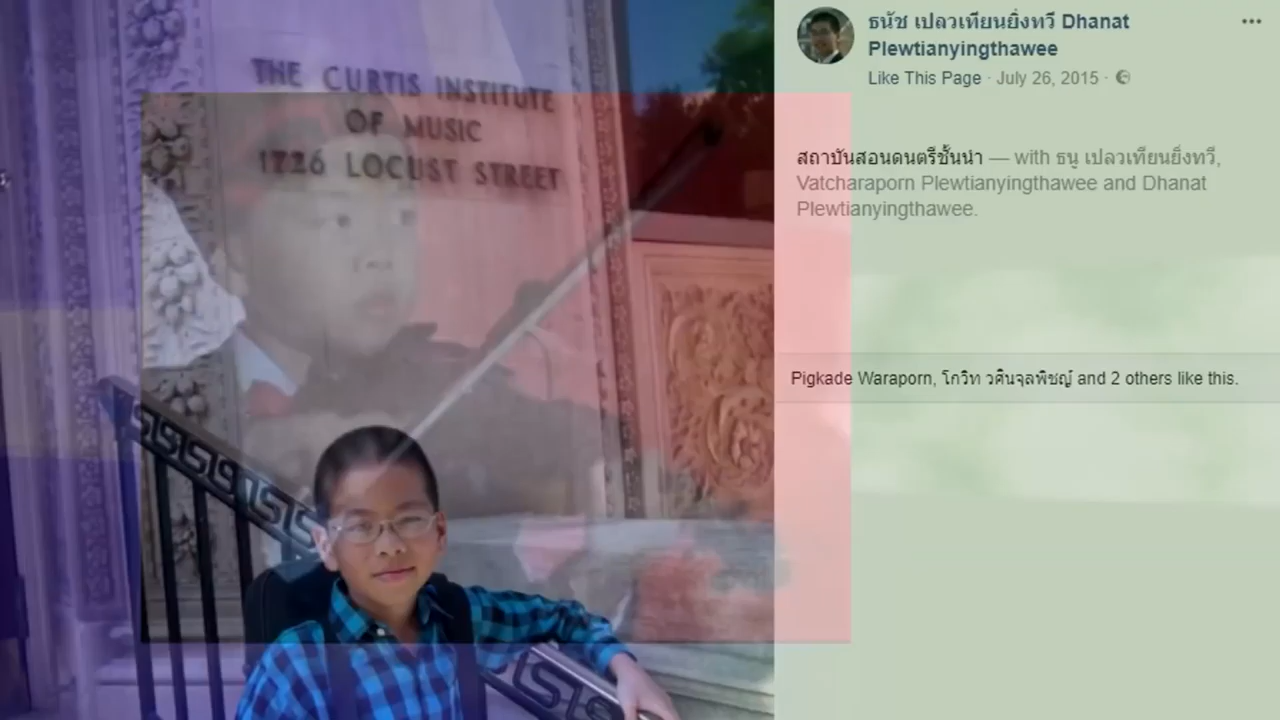 THE CURTIS INSTITUTE
OF MUSIC
1726 LOCUST STREET
ธนัช เปลวเทียนยิ่งทวี Dhanat
Plewtianyingthawee
Like This Page · July 26, 2015 ·
สถาบันสอนดนตรีชั้นนำ — with ธนู เปลวเทียนยิ่งทวี,
Vatcharaporn Plewtianyingthawee and Dhanat
Plewtianyingthawee.
Pigkade Waraporn, โกวิท วศินจุลพิชญ์ and 2 others like this.